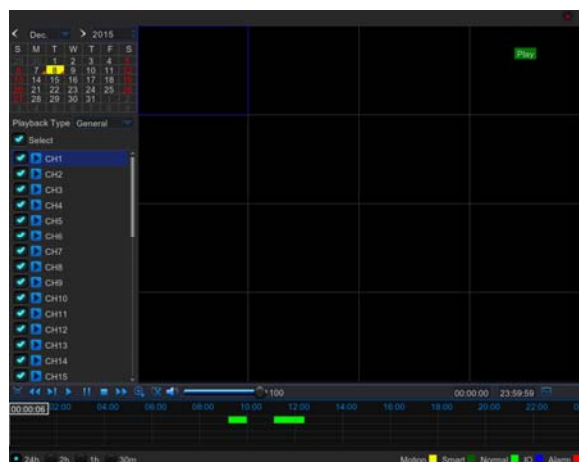 Dec. 2015
S M T W T F S
1 2 3 4
7 8 9 10 11
14 15 16 17 18
21 22 23 24 25
28 29 30 31
Play
Playback Type General
Select
CH1
CH2
CH3
CH4
CH5
CH6
CH7
CH8
CH9
CH10
CH11
CH12
CH13
CH14
CH15
100 00:00:00 23:59:59
00:00:06 02:00 04:00 06:00 08:00 10:00 12:00 14:00 16:00 18:00 20:00 22:00
24h 2h 1h 30m Motion Smart Normal IO Alarm